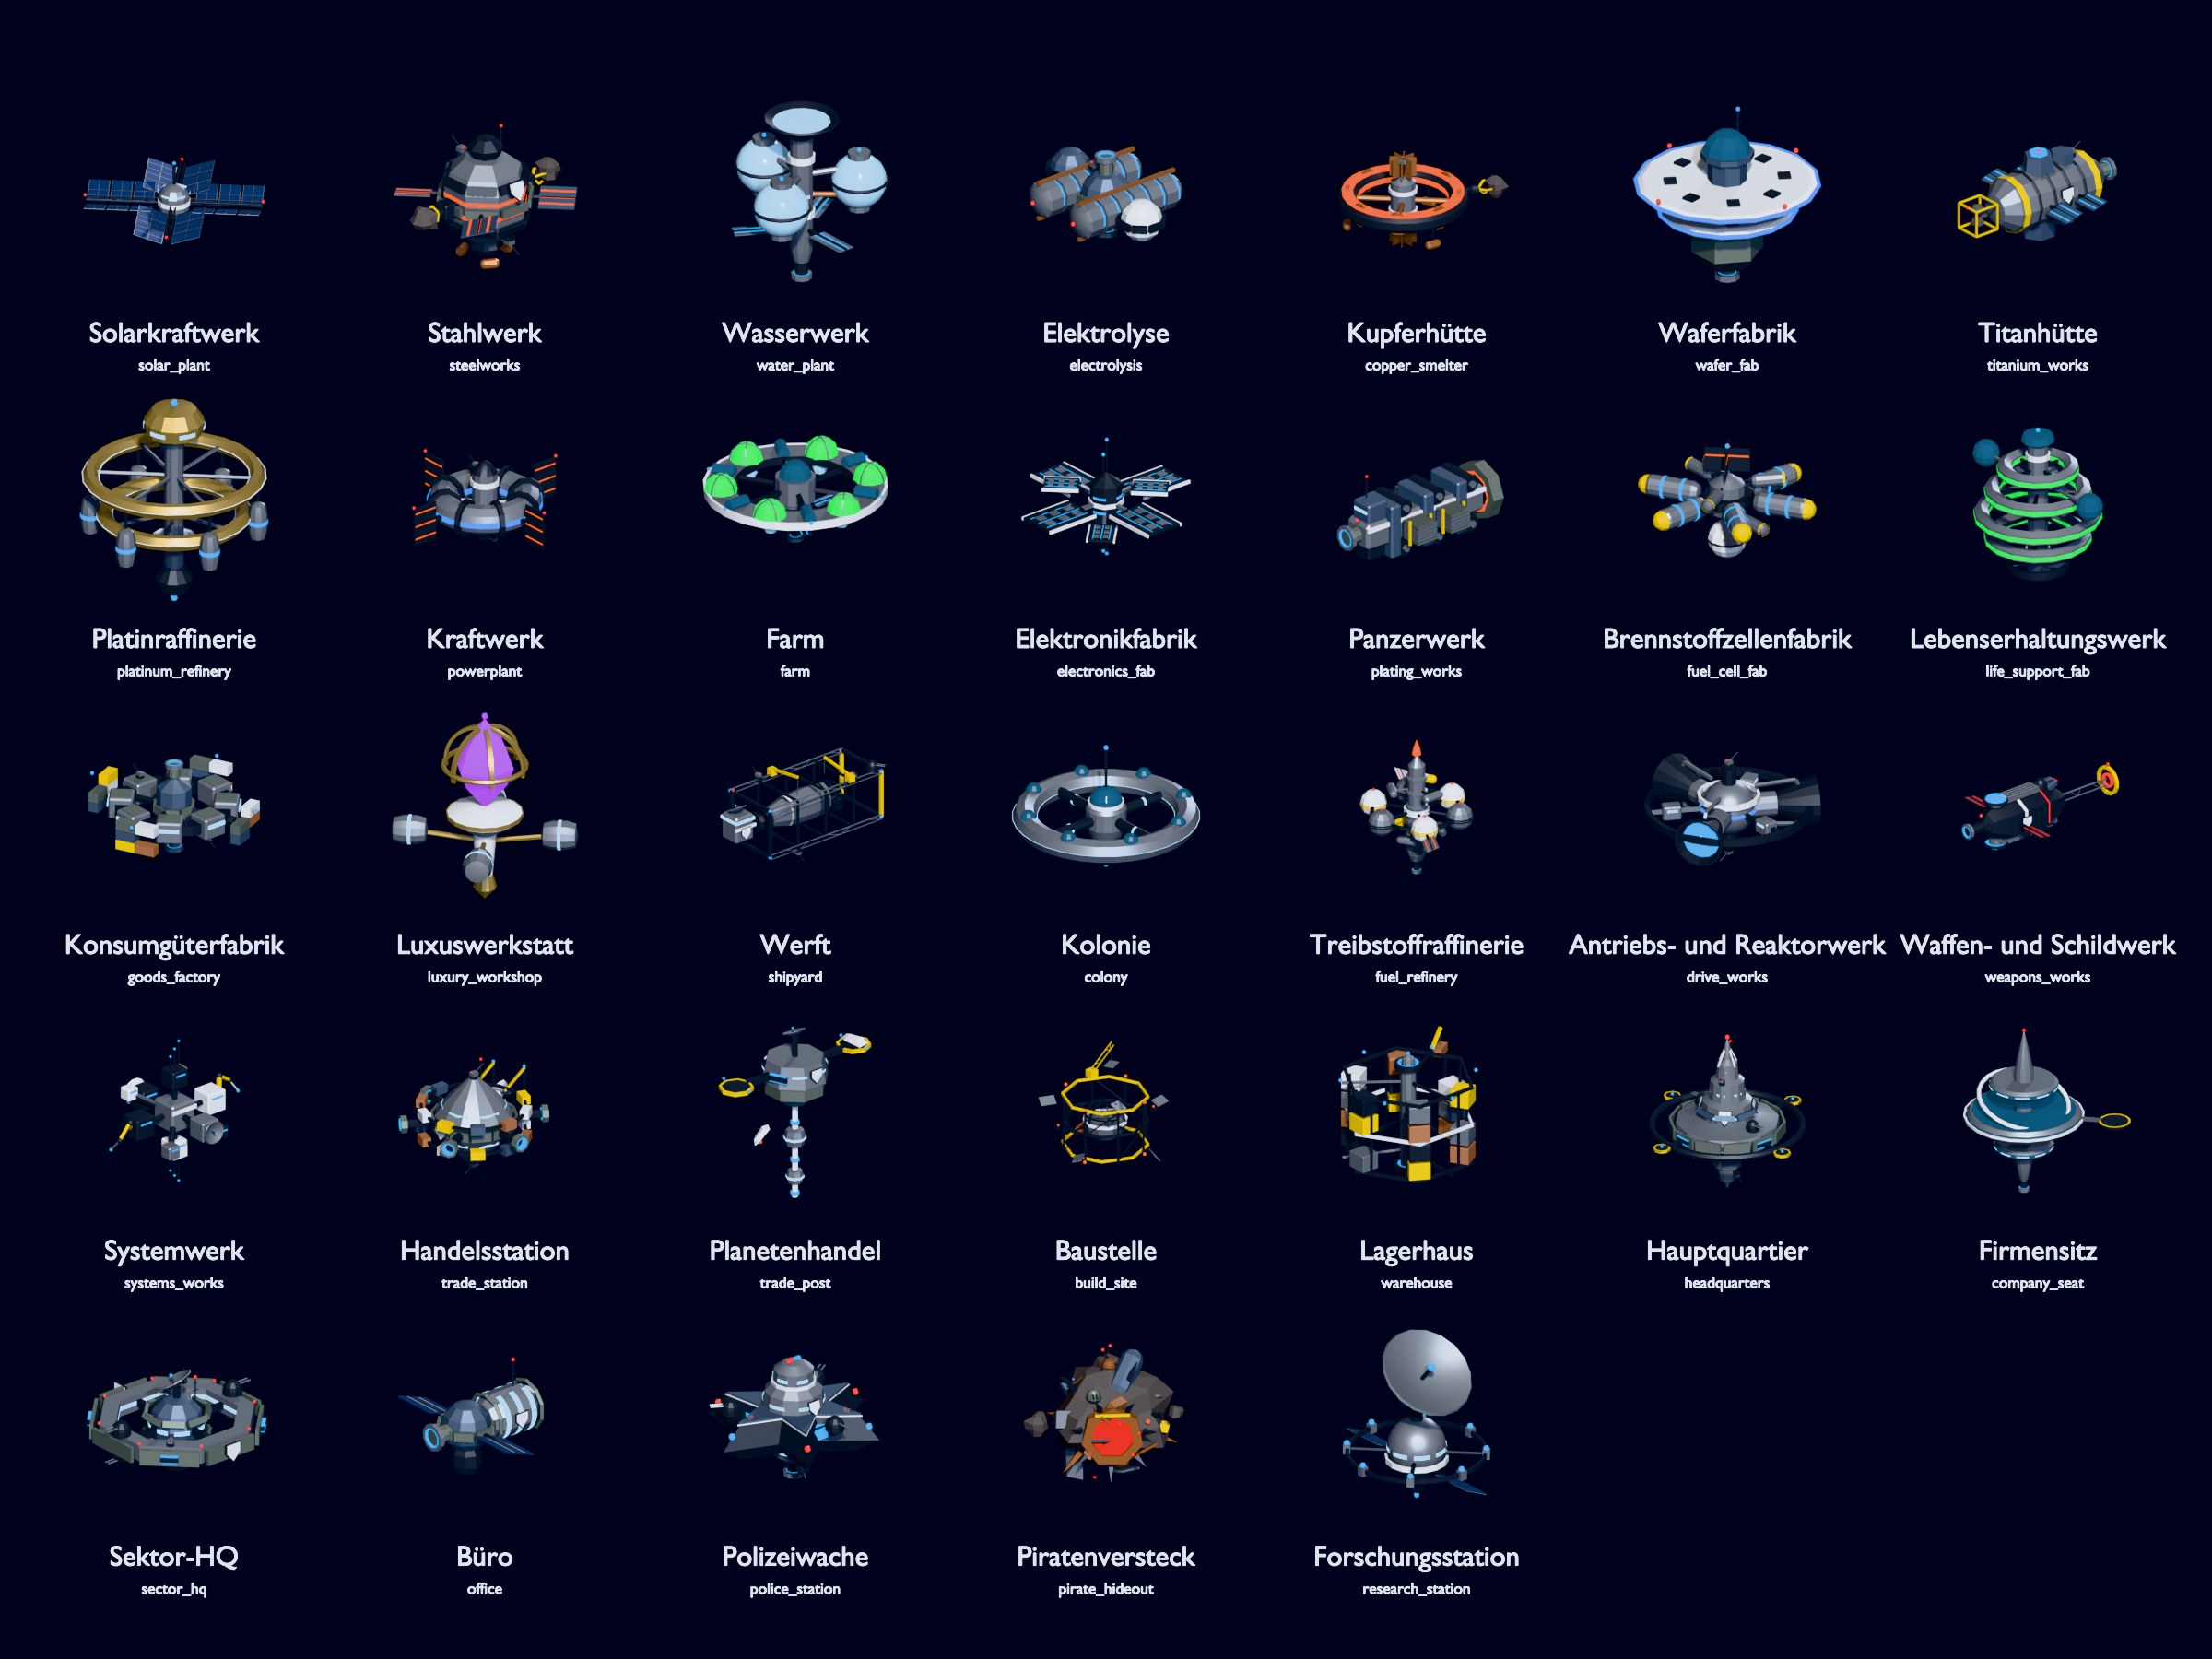 Solarkraftwerk
solar_plant
Stahlwerk
steelworks
Wasserwerk
water_plant
Elektrolyse
electrolysis
Kupferhütte
copper_smelter
Waferfabrik
wafer_fab
Titanhütte
titanium_works
Platinraffinerie
platinum_refinery
Kraftwerk
powerplant
Farm
farm
Elektronikfabrik
electronics_fab
Panzerwerk
plating_works
Brennstoffzellenfabrik
fuel_cell_fab
Lebenserhaltungswerk
life_support_fab
Konsumgüterfabrik
goods_factory
Luxuswerkstatt
luxury_workshop
Werft
shipyard
Kolonie
colony
Treibstoffraffinerie
fuel_refinery
Antriebs- und Reaktorwerk
drive_works
Waffen- und Schildwerk
weapons_works
Systemwerk
systems_works
Handelsstation
trade_station
Planetenhandel
trade_post
Baustelle
build_site
Lagerhaus
warehouse
Hauptquartier
headquarters
Firmensitz
company_seat
Sektor-HQ
sector_hq
Büro
office
Polizeiwache
police_station
Piratenversteck
pirate_hideout
Forschungsstation
research_station